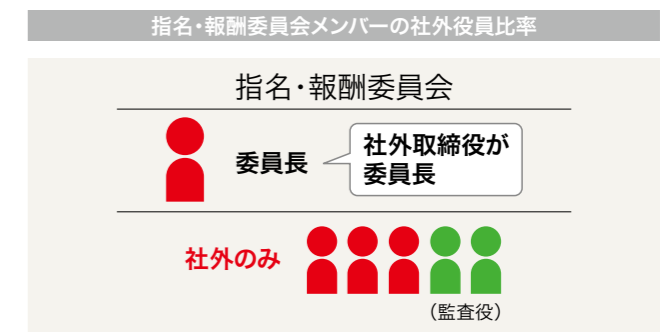 指名・報酬委員会メンバーの社外役員比率
指名・報酬委員会
委員長
社外取締役が
委員長
社外のみ
（監査役）